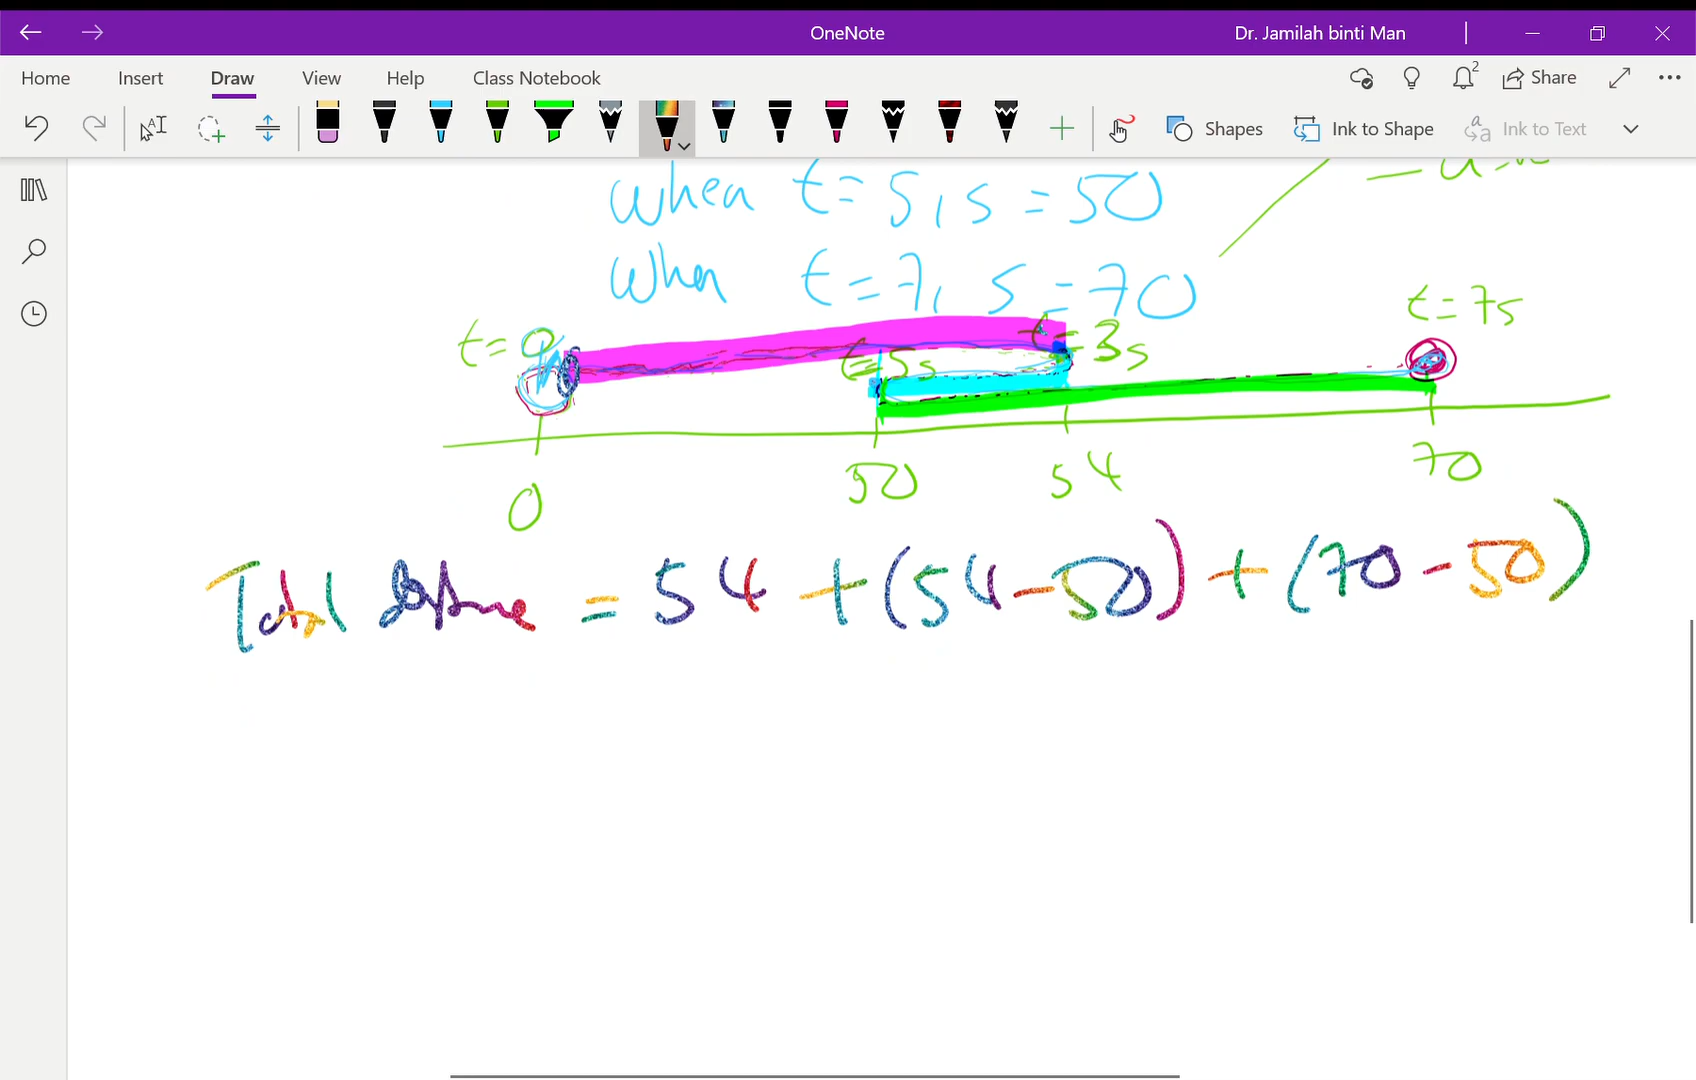 OneNote
Dr. Jamilah binti Man
Home Insert Draw View Help Class Notebook
2 Share
Shapes Ink to Shape Ink to Text
when t = 5, s = 50
when t = 7, s = 70
t = 0 t = 5s t = 3s t = 7s
0 50 54 70
Total distance = 54 + (54 - 50) + (70 - 50)